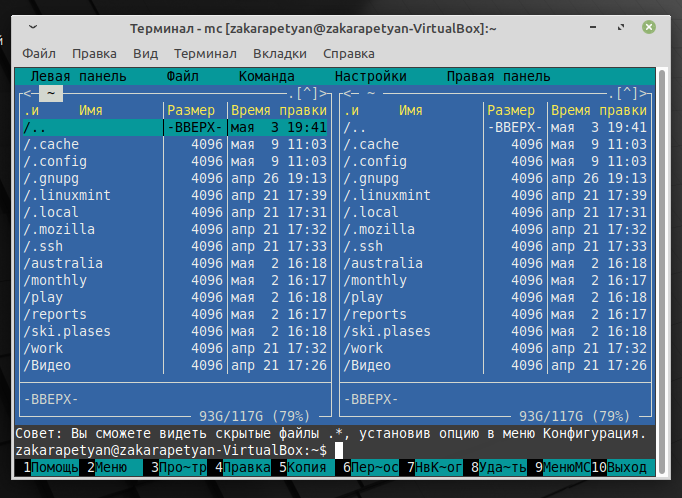 й
Терминал - mc [zakarapetyan@zakarapetyan-VirtualBox]:~
Файл Правка Вид Терминал Вкладки Справка
Левая панель Файл Команда Настройки Правая панель
<─ ~ ─.[^]> <─ ~ ─.[^]>
.и Имя Размер Время правки .и Имя Размер Время правки
/.. -ВВЕРХ- мая 3 19:41 /.. -ВВЕРХ- мая 3 19:41
/.cache 4096 мая 9 11:03 /.cache 4096 мая 9 11:03
/.config 4096 мая 9 11:03 /.config 4096 мая 9 11:03
/.gnupg 4096 апр 26 19:13 /.gnupg 4096 апр 26 19:13
/.linuxmint 4096 апр 21 17:39 /.linuxmint 4096 апр 21 17:39
/.local 4096 апр 21 17:31 /.local 4096 апр 21 17:31
/.mozilla 4096 апр 21 17:32 /.mozilla 4096 апр 21 17:32
/.ssh 4096 апр 21 17:33 /.ssh 4096 апр 21 17:33
/australia 4096 мая 2 16:18 /australia 4096 мая 2 16:18
/monthly 4096 мая 2 16:17 /monthly 4096 мая 2 16:17
/play 4096 мая 2 16:18 /play 4096 мая 2 16:18
/reports 4096 мая 2 16:17 /reports 4096 мая 2 16:17
/ski.plases 4096 мая 2 16:18 /ski.plases 4096 мая 2 16:18
/work 4096 апр 21 17:32 /work 4096 апр 21 17:32
/Видео 4096 апр 21 17:26 /Видео 4096 апр 21 17:26
-ВВЕРХ- -ВВЕРХ-
93G/117G (79%) 93G/117G (79%)
Совет: Вы сможете видеть скрытые файлы .*, установив опцию в меню Конфигурация.
zakarapetyan@zakarapetyan-VirtualBox:~$
1Помощь 2Меню 3Про~тр 4Правка 5Копия 6Пер~ос 7НвК~ог 8Уда~ть 9МенюMC 10Выход